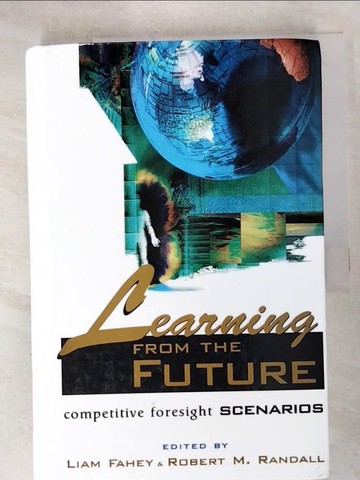 Learning
FROM THE
FUTURE
competitive foresight SCENARIOS
EDITED BY
LIAM FAHEY & ROBERT M. RANDALL